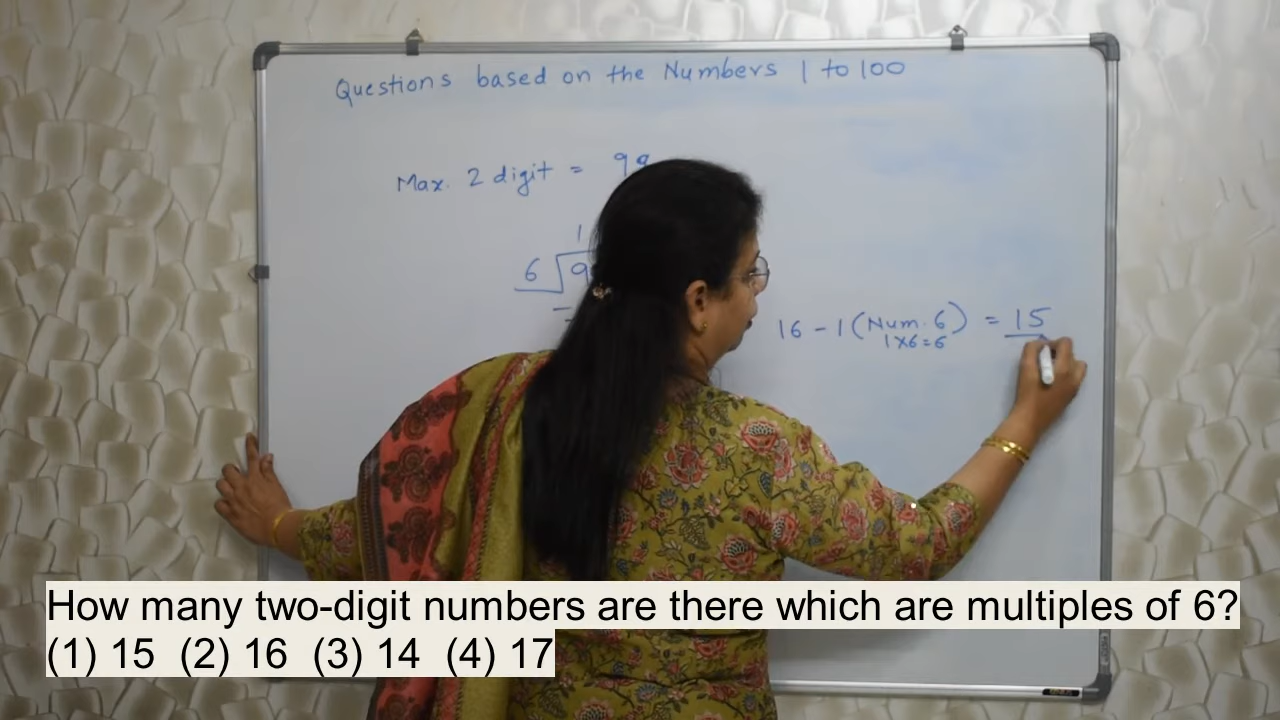 Questions based on the Numbers 1 to 100
Max. 2 digit = 99
1
6 9
16 - 1 (Num. 6) = 15
1x6=6
How many two-digit numbers are there which are multiples of 6?
(1) 15 (2) 16 (3) 14 (4) 17